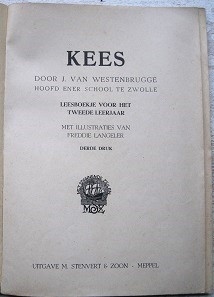 KEES
DOOR J. VAN WESTENBRUGGE
HOOFD ENER SCHOOL TE ZWOLLE
LEESBOEKJE VOOR HET
TWEEDE LEERJAAR
MET ILLUSTRATIES VAN
FREDDIE LANGELER
DERDE DRUK
UITGAVE M. STENVERT & ZOON - MEPPEL